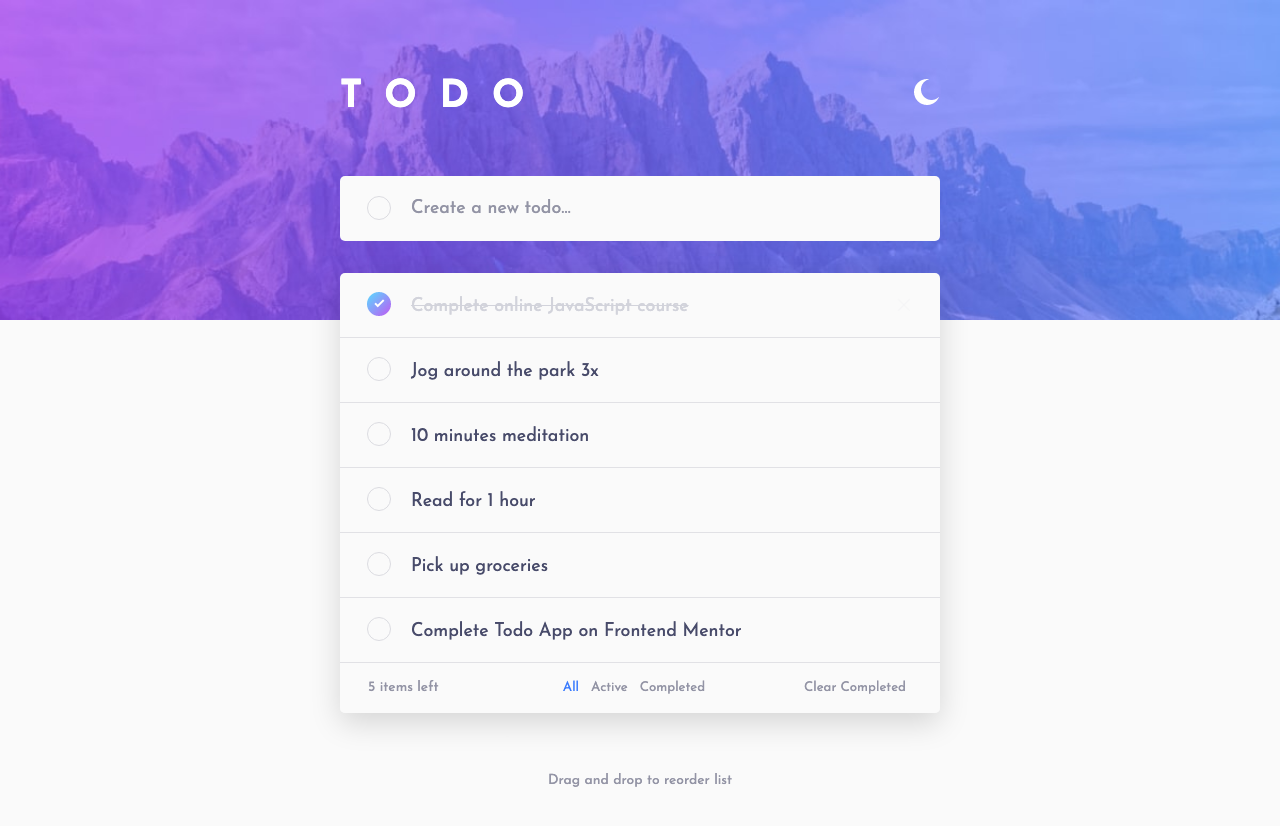 TODO
Create a new todo...
Complete online JavaScript course
Jog around the park 3x
10 minutes meditation
Read for 1 hour
Pick up groceries
Complete Todo App on Frontend Mentor
5 items left All Active Completed Clear Completed
Drag and drop to reorder list